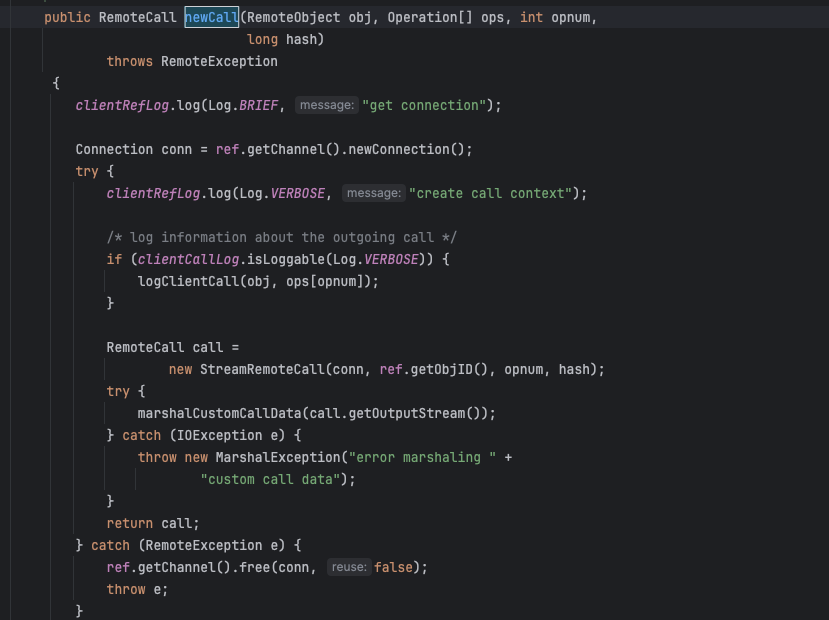 public RemoteCall newCall(RemoteObject obj, Operation[] ops, int opnum,
long hash)
throws RemoteException
{
clientRefLog.log(Log.BRIEF, message: "get connection");
Connection conn = ref.getChannel().newConnection();
try {
clientRefLog.log(Log.VERBOSE, message: "create call context");
/* log information about the outgoing call */
if (clientCallLog.isLoggable(Log.VERBOSE)) {
logClientCall(obj, ops[opnum]);
}
RemoteCall call =
new StreamRemoteCall(conn, ref.getObjID(), opnum, hash);
try {
marshalCustomCallData(call.getOutputStream());
} catch (IOException e) {
throw new MarshalException("error marshaling " +
"custom call data");
}
return call;
} catch (RemoteException e) {
ref.getChannel().free(conn, reuse: false);
throw e;
}